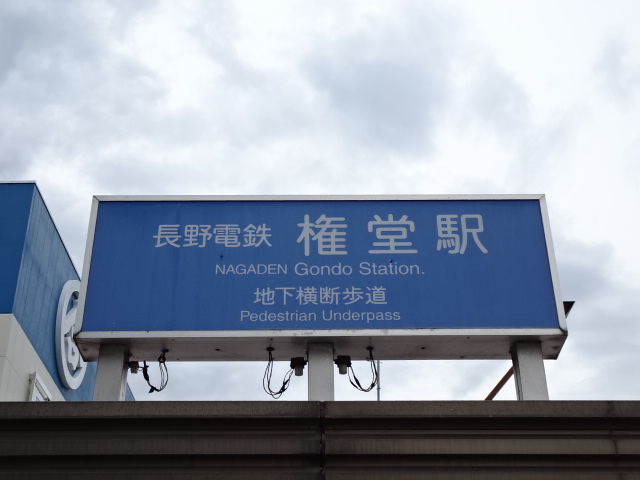 長野電鉄 権堂駅
NAGADEN Gondo Station.
地下横断歩道
Pedestrian Underpass